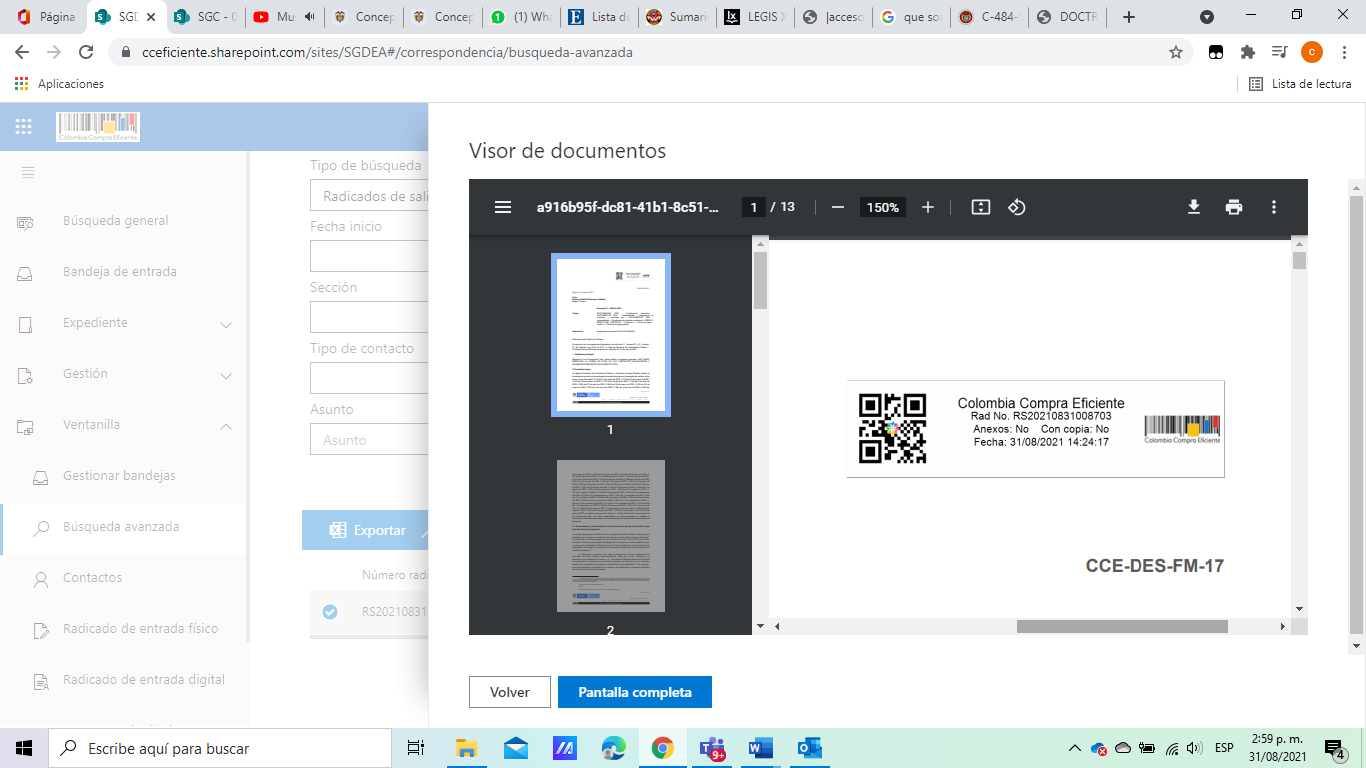 Página
SGD
SGC - C
Mus
Concep
Concep
(1) Wha
Lista de
Sumari
LEGIS X
|acceso
que son
C-484-
DOCTR
cceficiente.sharepoint.com/sites/SGDEA#/correspondencia/busqueda-avanzada
c
Aplicaciones
Lista de lectura
Colombia Compra Eficiente
Búsqueda general
Bandeja de entrada
Expediente
Gestión
Ventanilla
Gestionar bandejas
Búsqueda avanzada
Contactos
Radicado de entrada físico
Radicado de entrada digital
Tipo de búsqueda
Radicados de sali
Fecha inicio
Sección
Tipo de contacto
Asunto
Asunto
Exportar
Número radi
RS20210831
Visor de documentos
a916b95f-dc81-41b1-8c51-...
1 / 13
150%
1
2
Colombia Compra Eficiente
Rad No. RS20210831008703
Anexos: No Con copia: No
Fecha: 31/08/2021 14:24:17
Colombia Compra Eficiente
CCE-DES-FM-17
Volver
Pantalla completa
Escribe aquí para buscar
9+
ESP
2:59 p. m.
31/08/2021
4